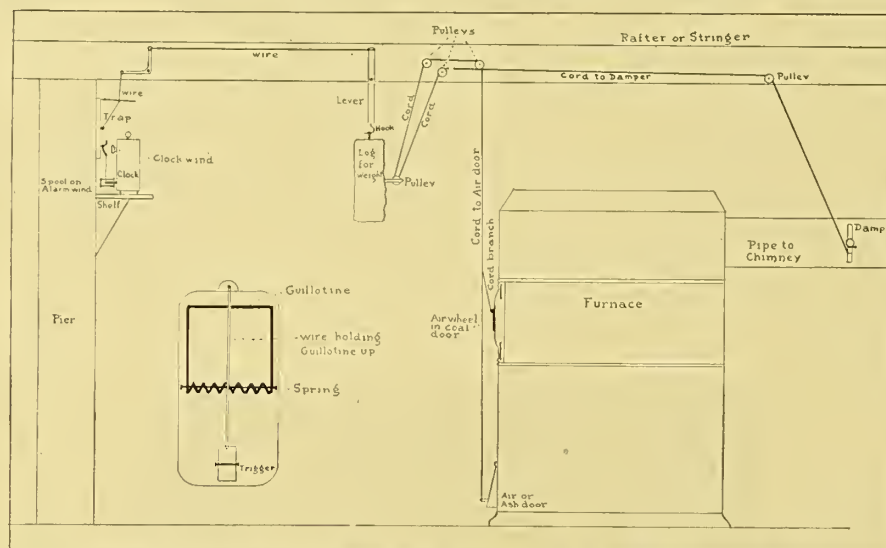 Pulleys
Rafter or Stringer
wire
Cord to Damper
Pulley
wire
Trap
Lever
Cord
Cord
Hook
Log
for
weight
Clock wind
Clock
Spool on
Alarm wind
Shelf
Pulley
Cord to Air door
Cord branch
Damp
Pipe to
Chimney
Guillotine
Furnace
Pier
Air wheel
in coal
door
wire holding
Guillotine up
Spring
Trigger
Air or
Ash door